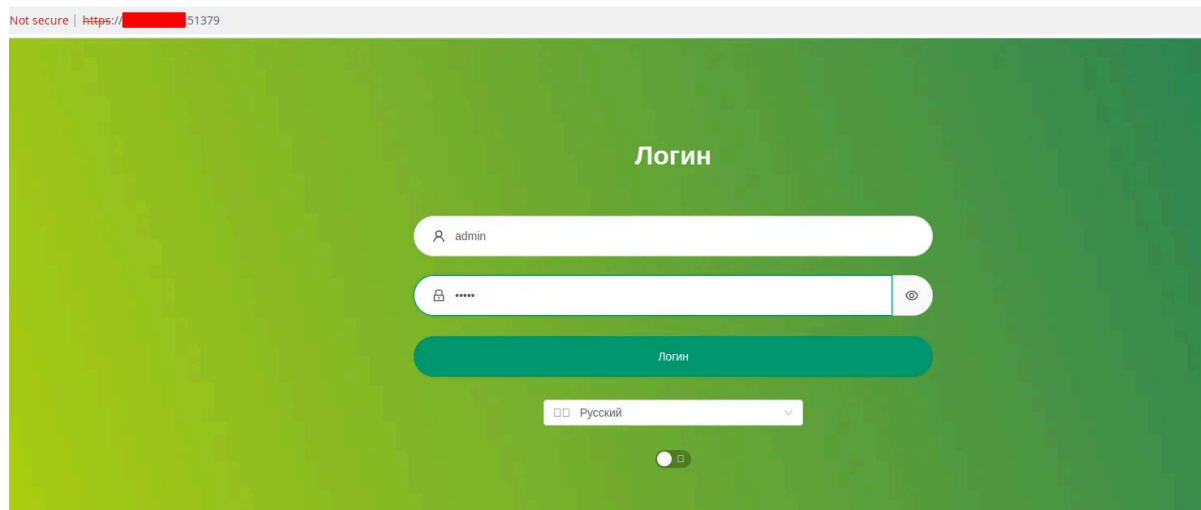 Not secure | https:// 51379
Логин
admin
•••••
Логин
Русский